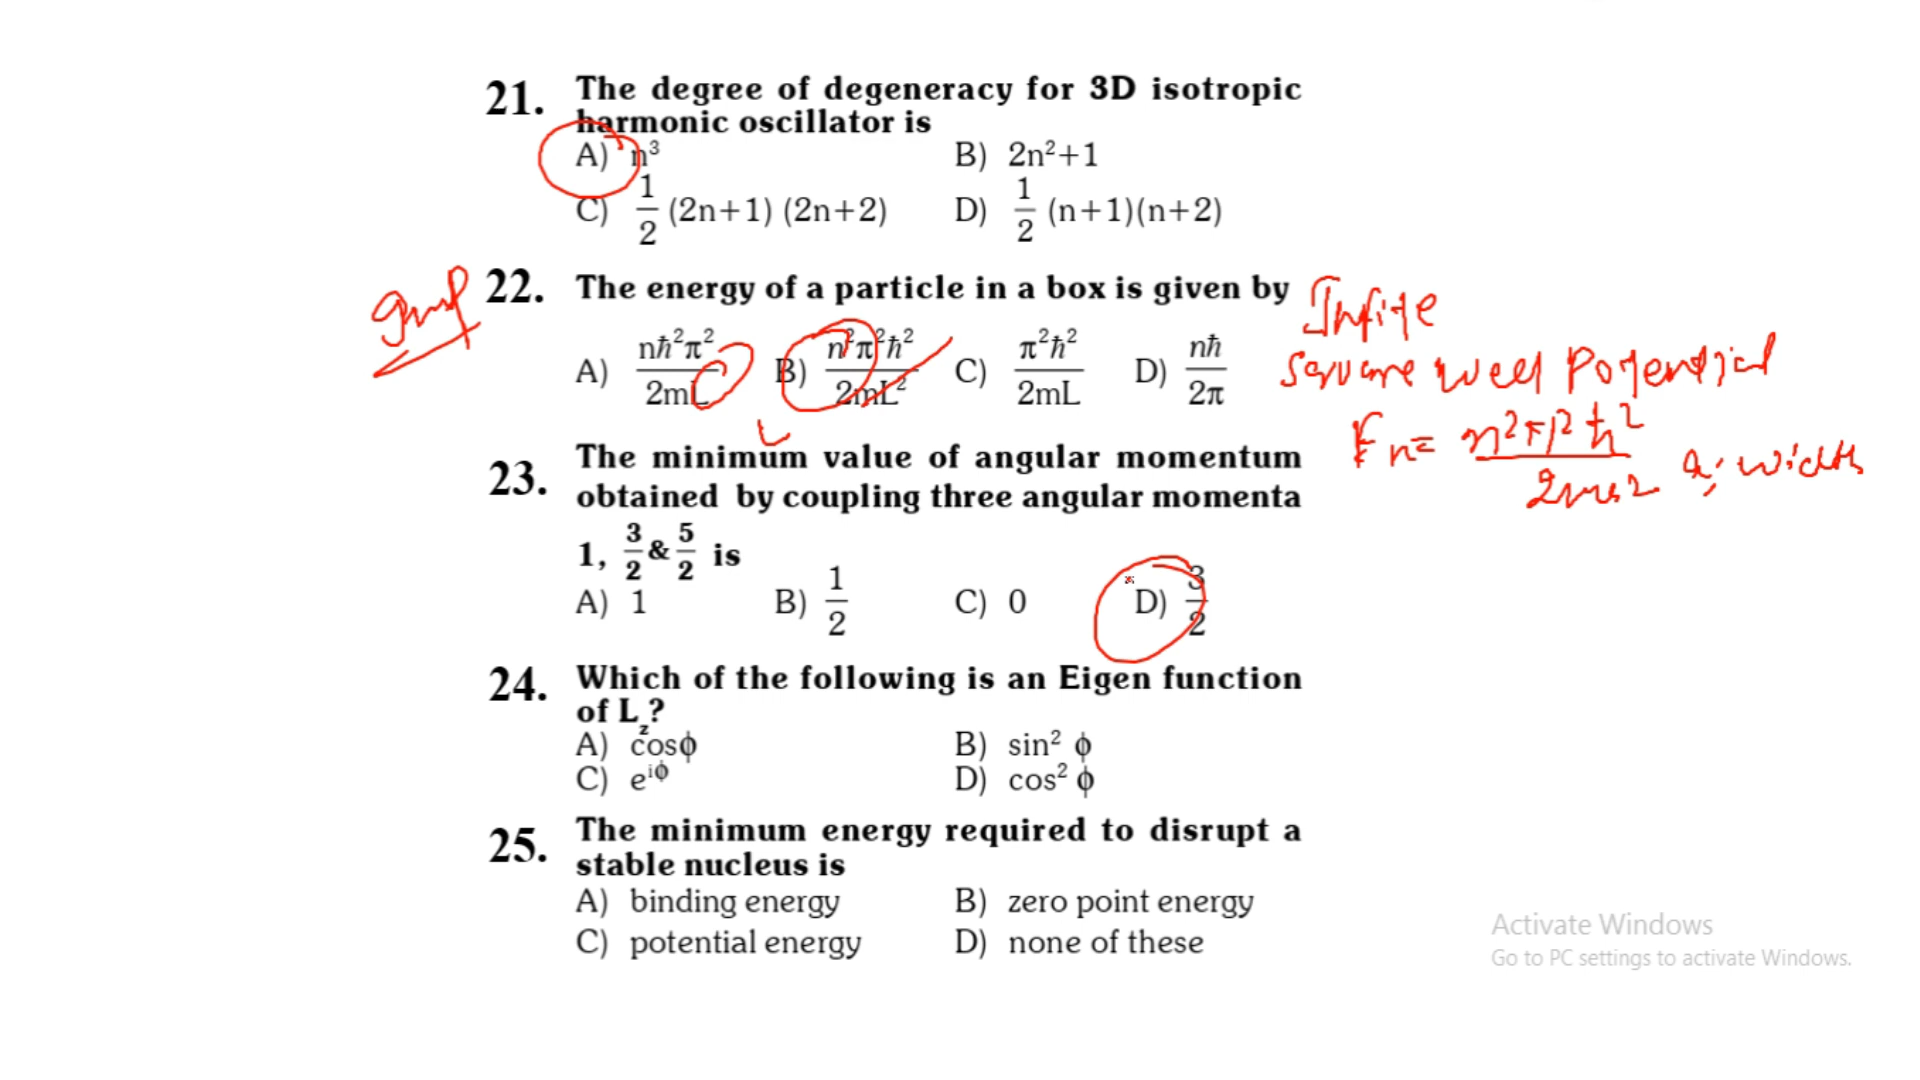 21. The degree of degeneracy for 3D isotropic
harmonic oscillator is
A) n³ B) 2n²+1
C) 1/2 (2n+1) (2n+2) D) 1/2 (n+1)(n+2)
22. The energy of a particle in a box is given by
A) nħ²π²/2mL B) n²π²ħ²/2mL² C) π²ħ²/2mL D) nħ/2π
Square well Potential
En= n²π²ħ²/2ma² a: width
23. The minimum value of angular momentum
obtained by coupling three angular momenta
1, 3/2 & 5/2 is
A) 1 B) 1/2 C) 0 D) 3/2
24. Which of the following is an Eigen function
of Lz?
A) cosϕ B) sin² ϕ
C) e^iϕ D) cos² ϕ
25. The minimum energy required to disrupt a
stable nucleus is
A) binding energy B) zero point energy
C) potential energy D) none of these
Activate Windows
Go to PC settings to activate Windows.